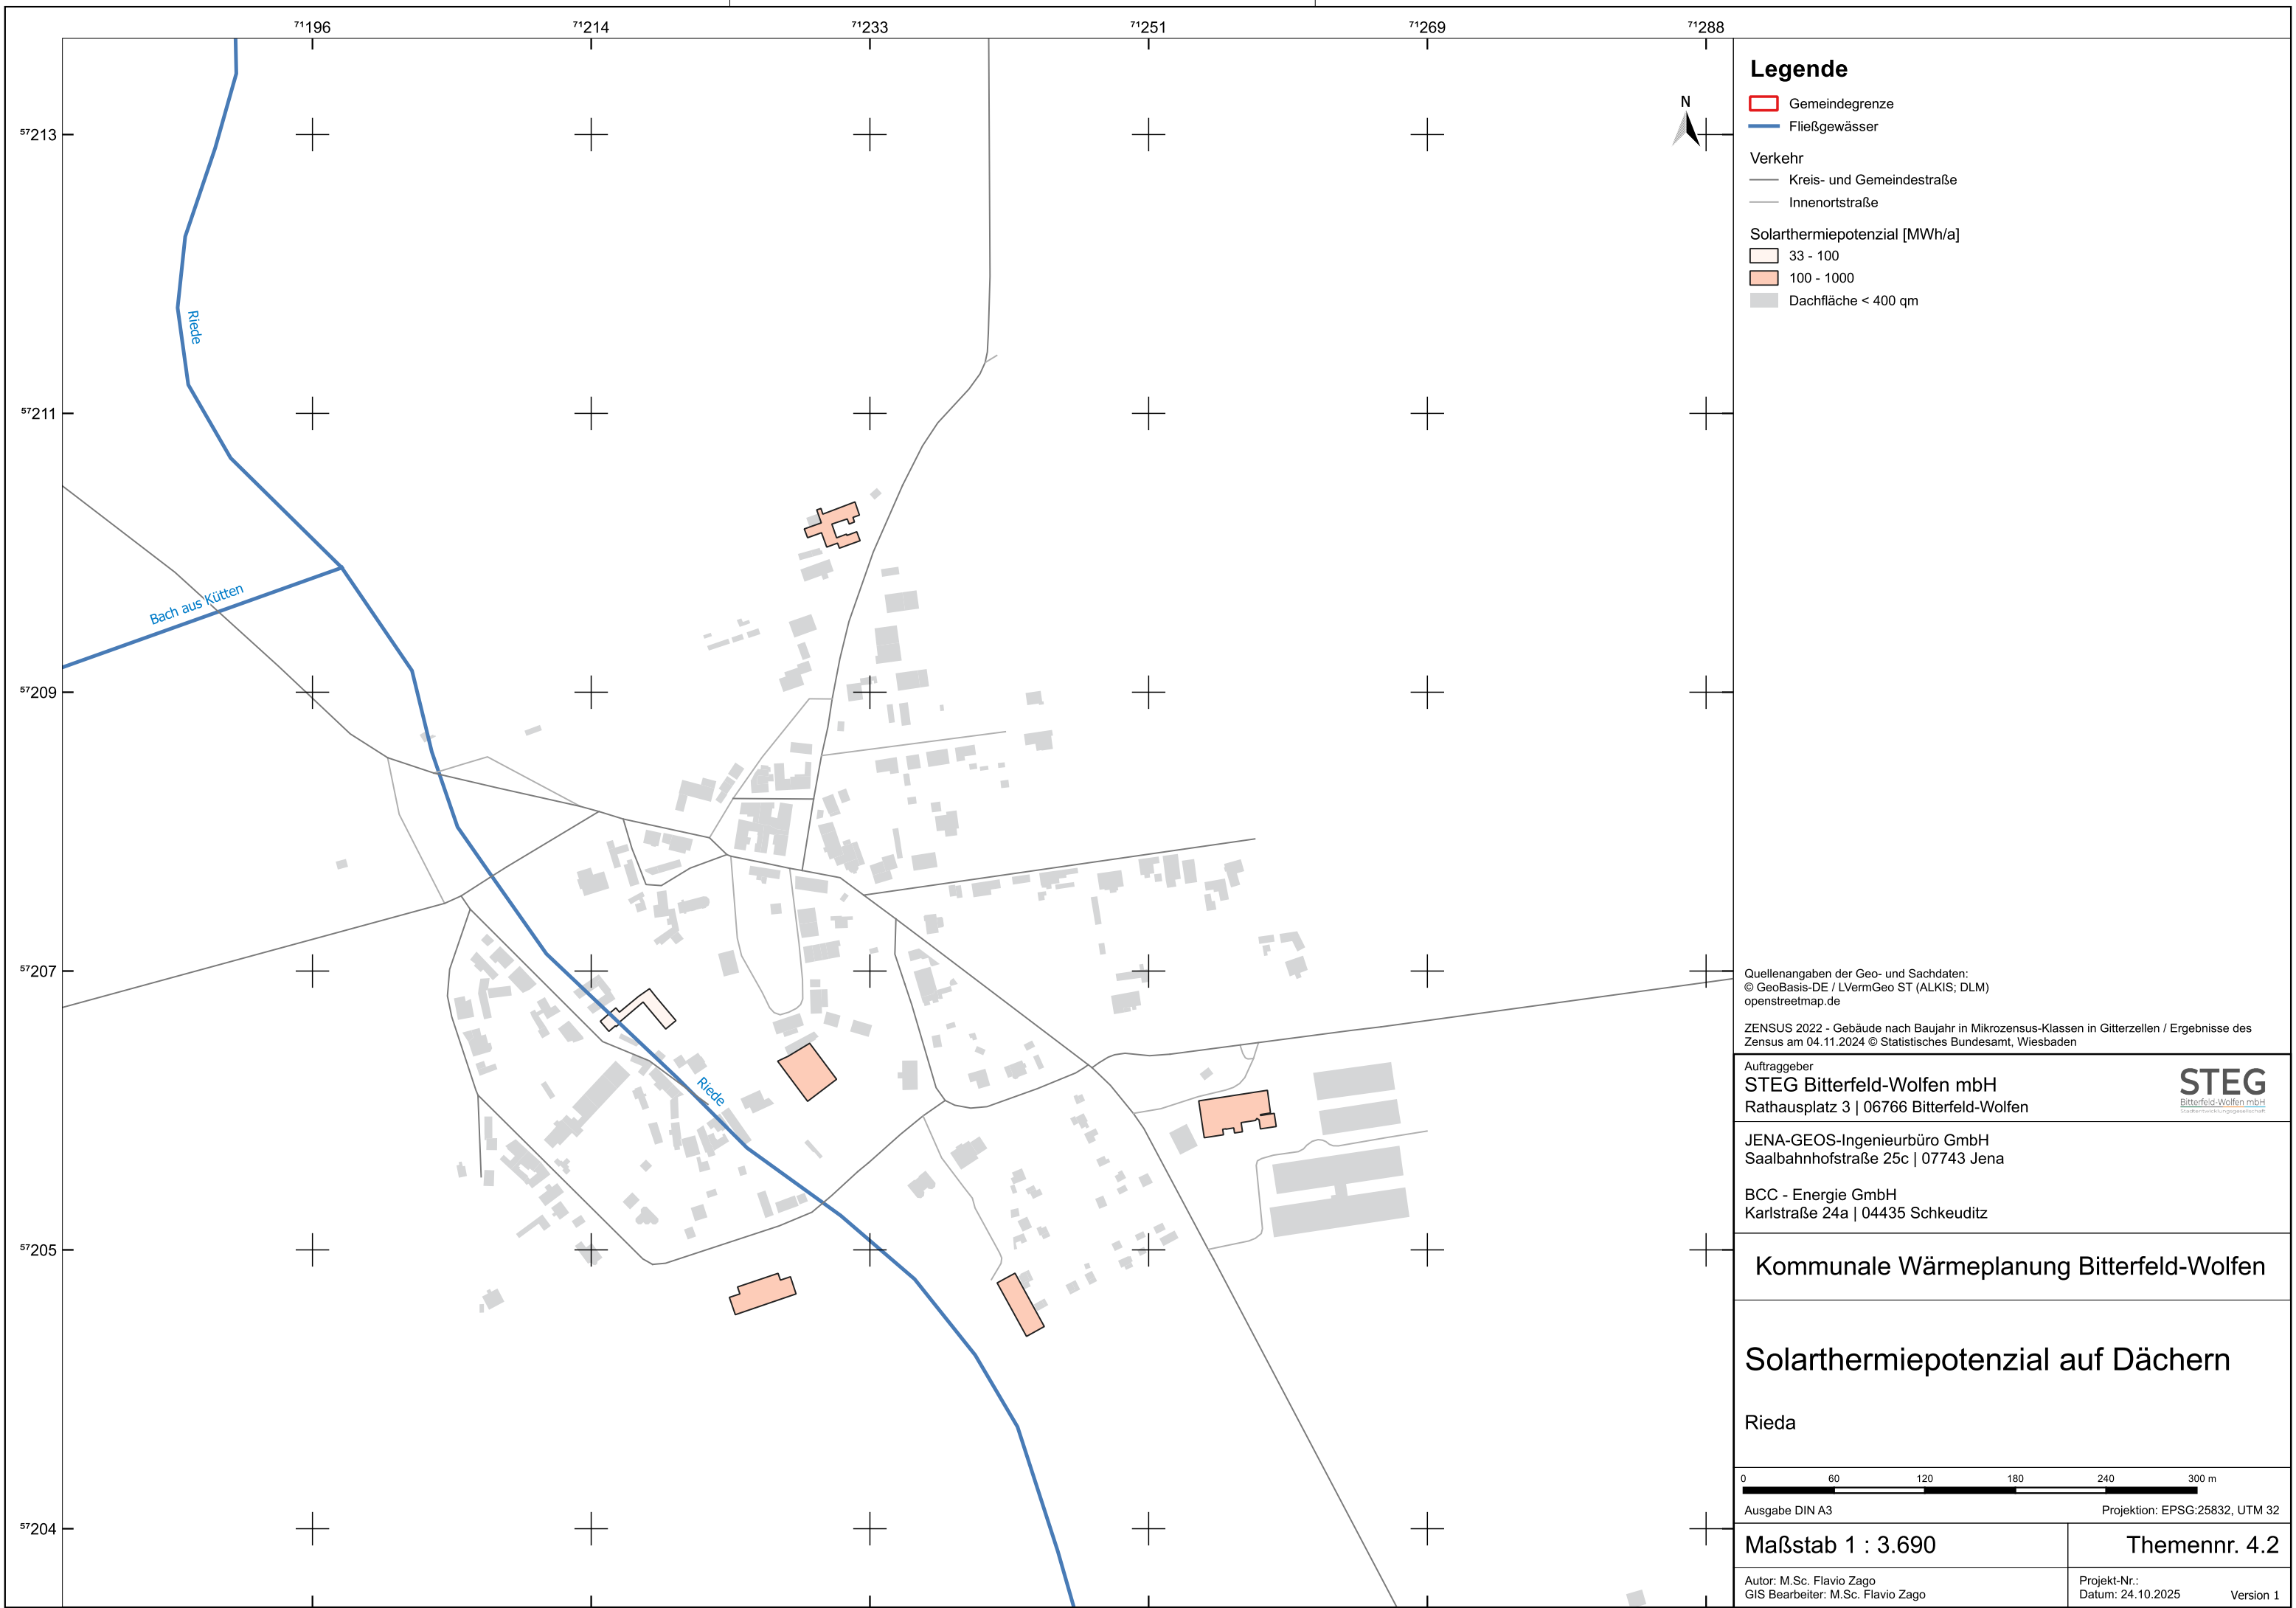 71196 71214 71233 71251 71269 71288
57213
57211
57209
57207
57205
57204
N
Riede
Bach aus Kütten
Riede
Legende
Gemeindegrenze
Fließgewässer
Verkehr
Kreis- und Gemeindestraße
Innenortstraße
Solarthermiepotenzial [MWh/a]
33 - 100
100 - 1000
Dachfläche < 400 qm
Quellenangaben der Geo- und Sachdaten:
© GeoBasis-DE / LVermGeo ST (ALKIS; DLM)
openstreetmap.de
ZENSUS 2022 - Gebäude nach Baujahr in Mikrozensus-Klassen in Gitterzellen / Ergebnisse des
Zensus am 04.11.2024 © Statistisches Bundesamt, Wiesbaden
Auftraggeber
STEG Bitterfeld-Wolfen mbH
Rathausplatz 3 | 06766 Bitterfeld-Wolfen
STEG
Bitterfeld-Wolfen mbH
Stadtentwicklungsgesellschaft
JENA-GEOS-Ingenieurbüro GmbH
Saalbahnhofstraße 25c | 07743 Jena
BCC - Energie GmbH
Karlstraße 24a | 04435 Schkeuditz
Kommunale Wärmeplanung Bitterfeld-Wolfen
Solarthermiepotenzial auf Dächern
Rieda
0 60 120 180 240 300 m
Ausgabe DIN A3 Projektion: EPSG:25832, UTM 32
Maßstab 1 : 3.690 Themennr. 4.2
Autor: M.Sc. Flavio Zago
GIS Bearbeiter: M.Sc. Flavio Zago
Projekt-Nr.:
Datum: 24.10.2025 Version 1